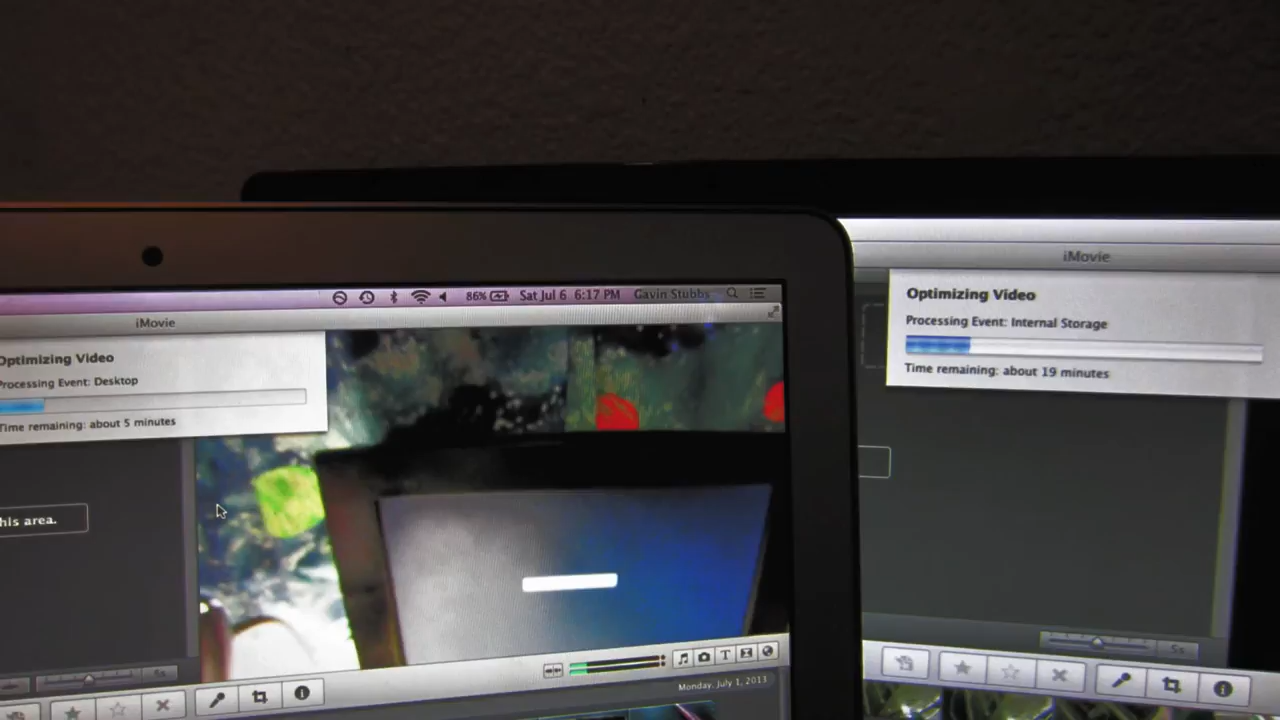 86% Sat Jul 6 6:17 PM Gavin Stubbs
iMovie
Optimizing Video
Processing Event: Desktop
Time remaining: about 5 minutes
his area.
T
Monday, July 1, 2013
iMovie
Optimizing Video
Processing Event: Internal Storage
Time remaining: about 19 minutes
5s